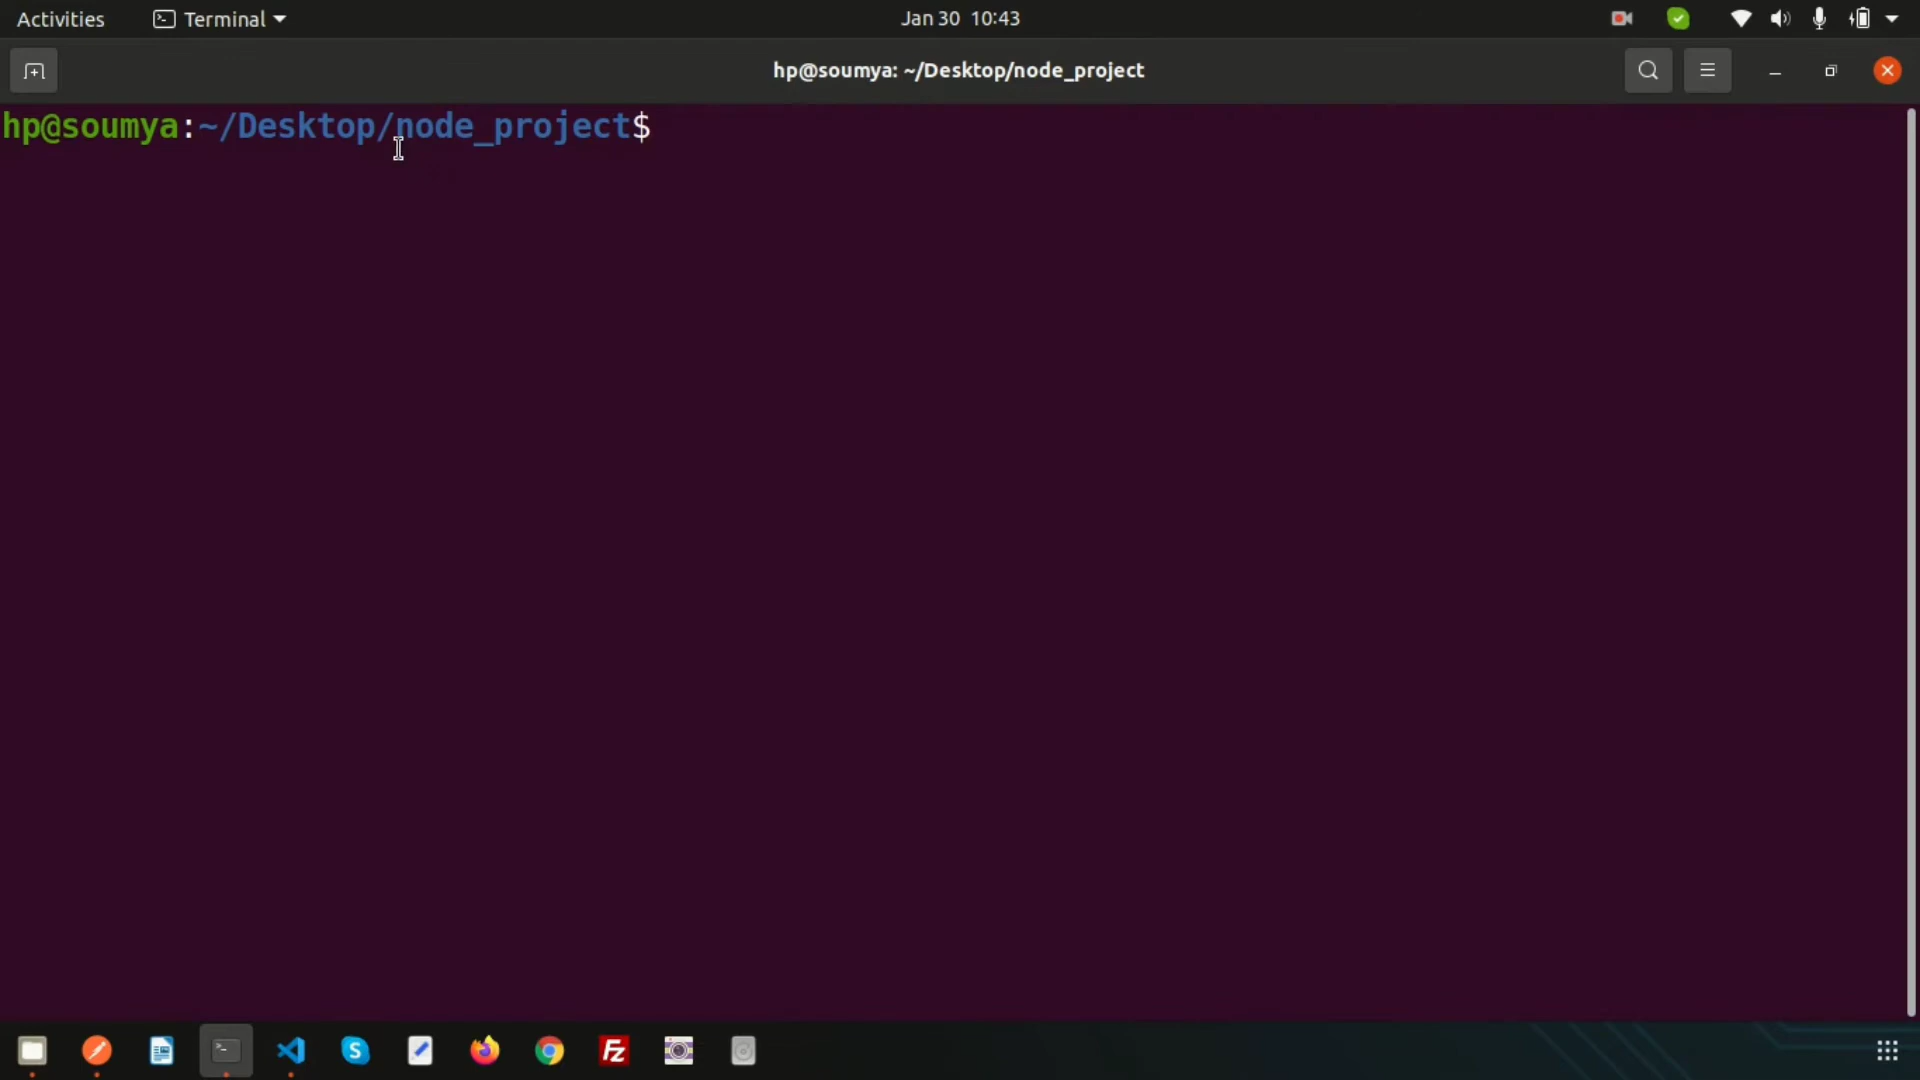 Activities Terminal Jan 30 10:43
hp@soumya: ~/Desktop/node_project
hp@soumya:~/Desktop/node_project$